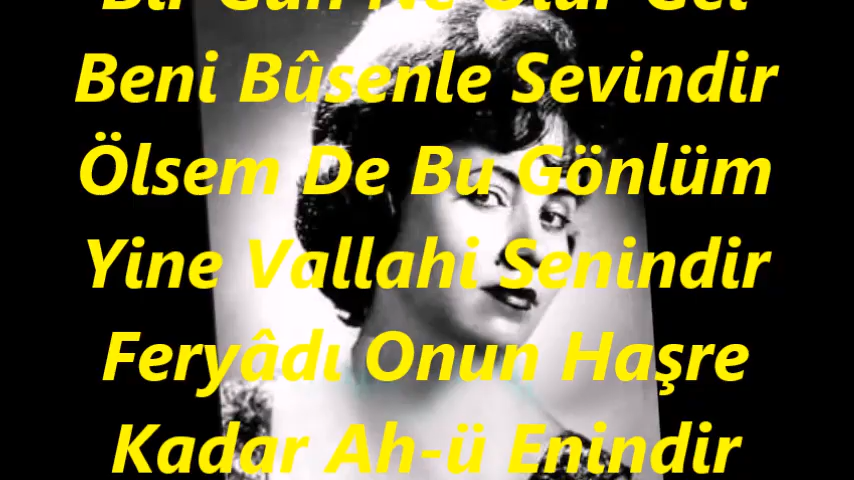 Bir Gün Ne Olur Gel
Beni Bûsenle Sevindir
Ölsem De Bu Gönlüm
Yine Vallahi Senindir
Feryâdı Onun Haşre
Kadar Ah-ü Enindir